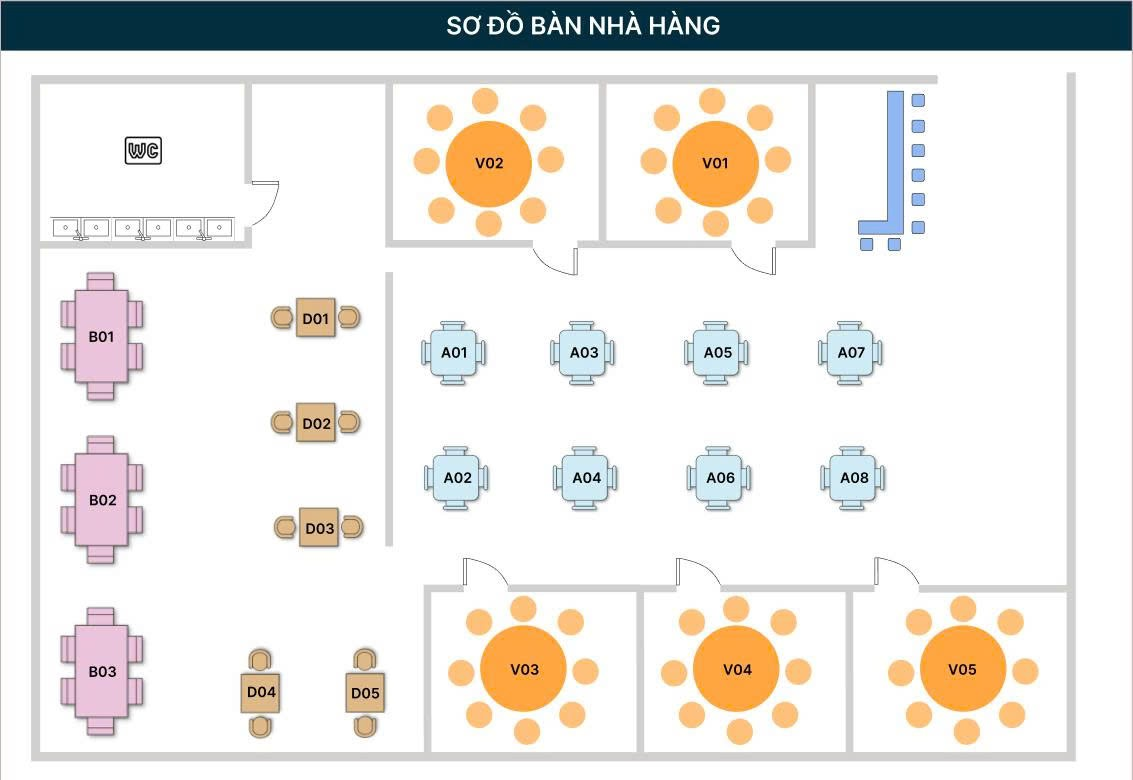 SƠ ĐỒ BÀN NHÀ HÀNG
WC
V02
V01
B01
D01
A01
A03
A05
A07
D02
A02
A04
A06
A08
B02
D03
B03
D04
D05
V03
V04
V05